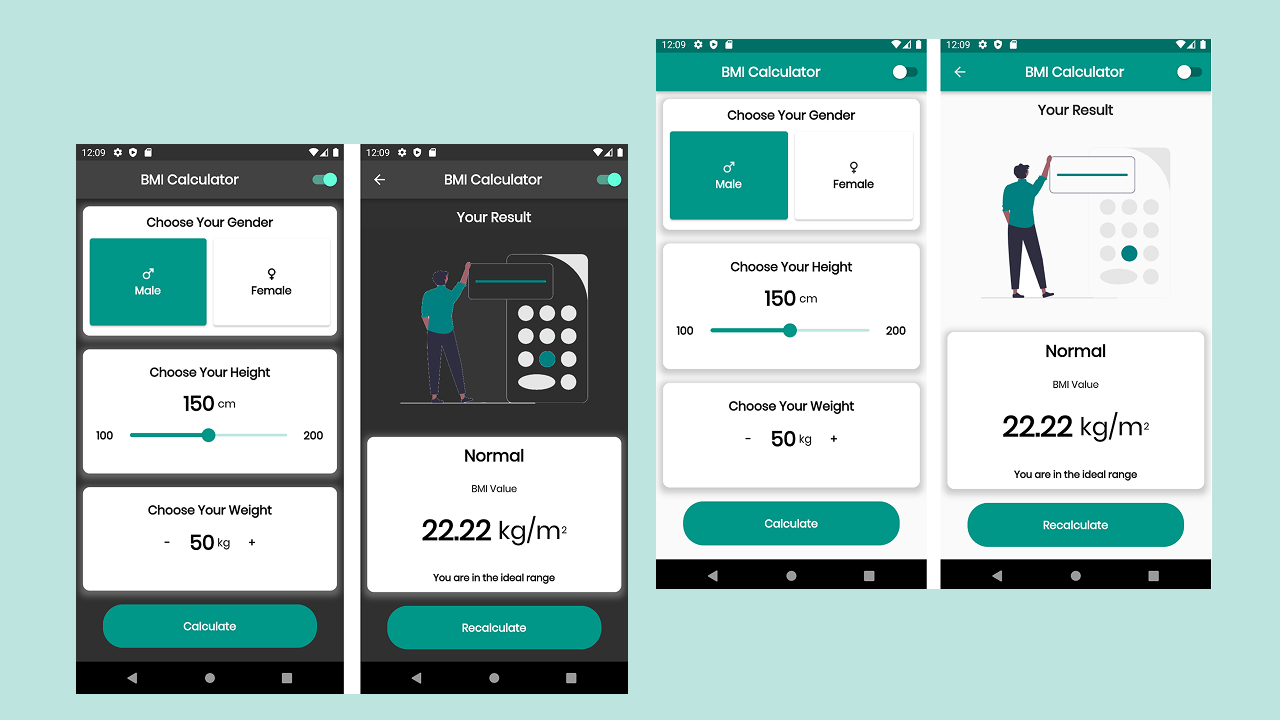 12:09
BMI Calculator
Choose Your Gender
Male
Female
Choose Your Height
150 cm
100
200
Choose Your Weight
- 50 kg +
Calculate
12:09
BMI Calculator
Your Result
Normal
BMI Value
22.22 kg/m²
You are in the ideal range
Recalculate
12:09
BMI Calculator
Choose Your Gender
Male
Female
Choose Your Height
150 cm
100
200
Choose Your Weight
- 50 kg +
Calculate
12:09
BMI Calculator
Your Result
Normal
BMI Value
22.22 kg/m²
You are in the ideal range
Recalculate